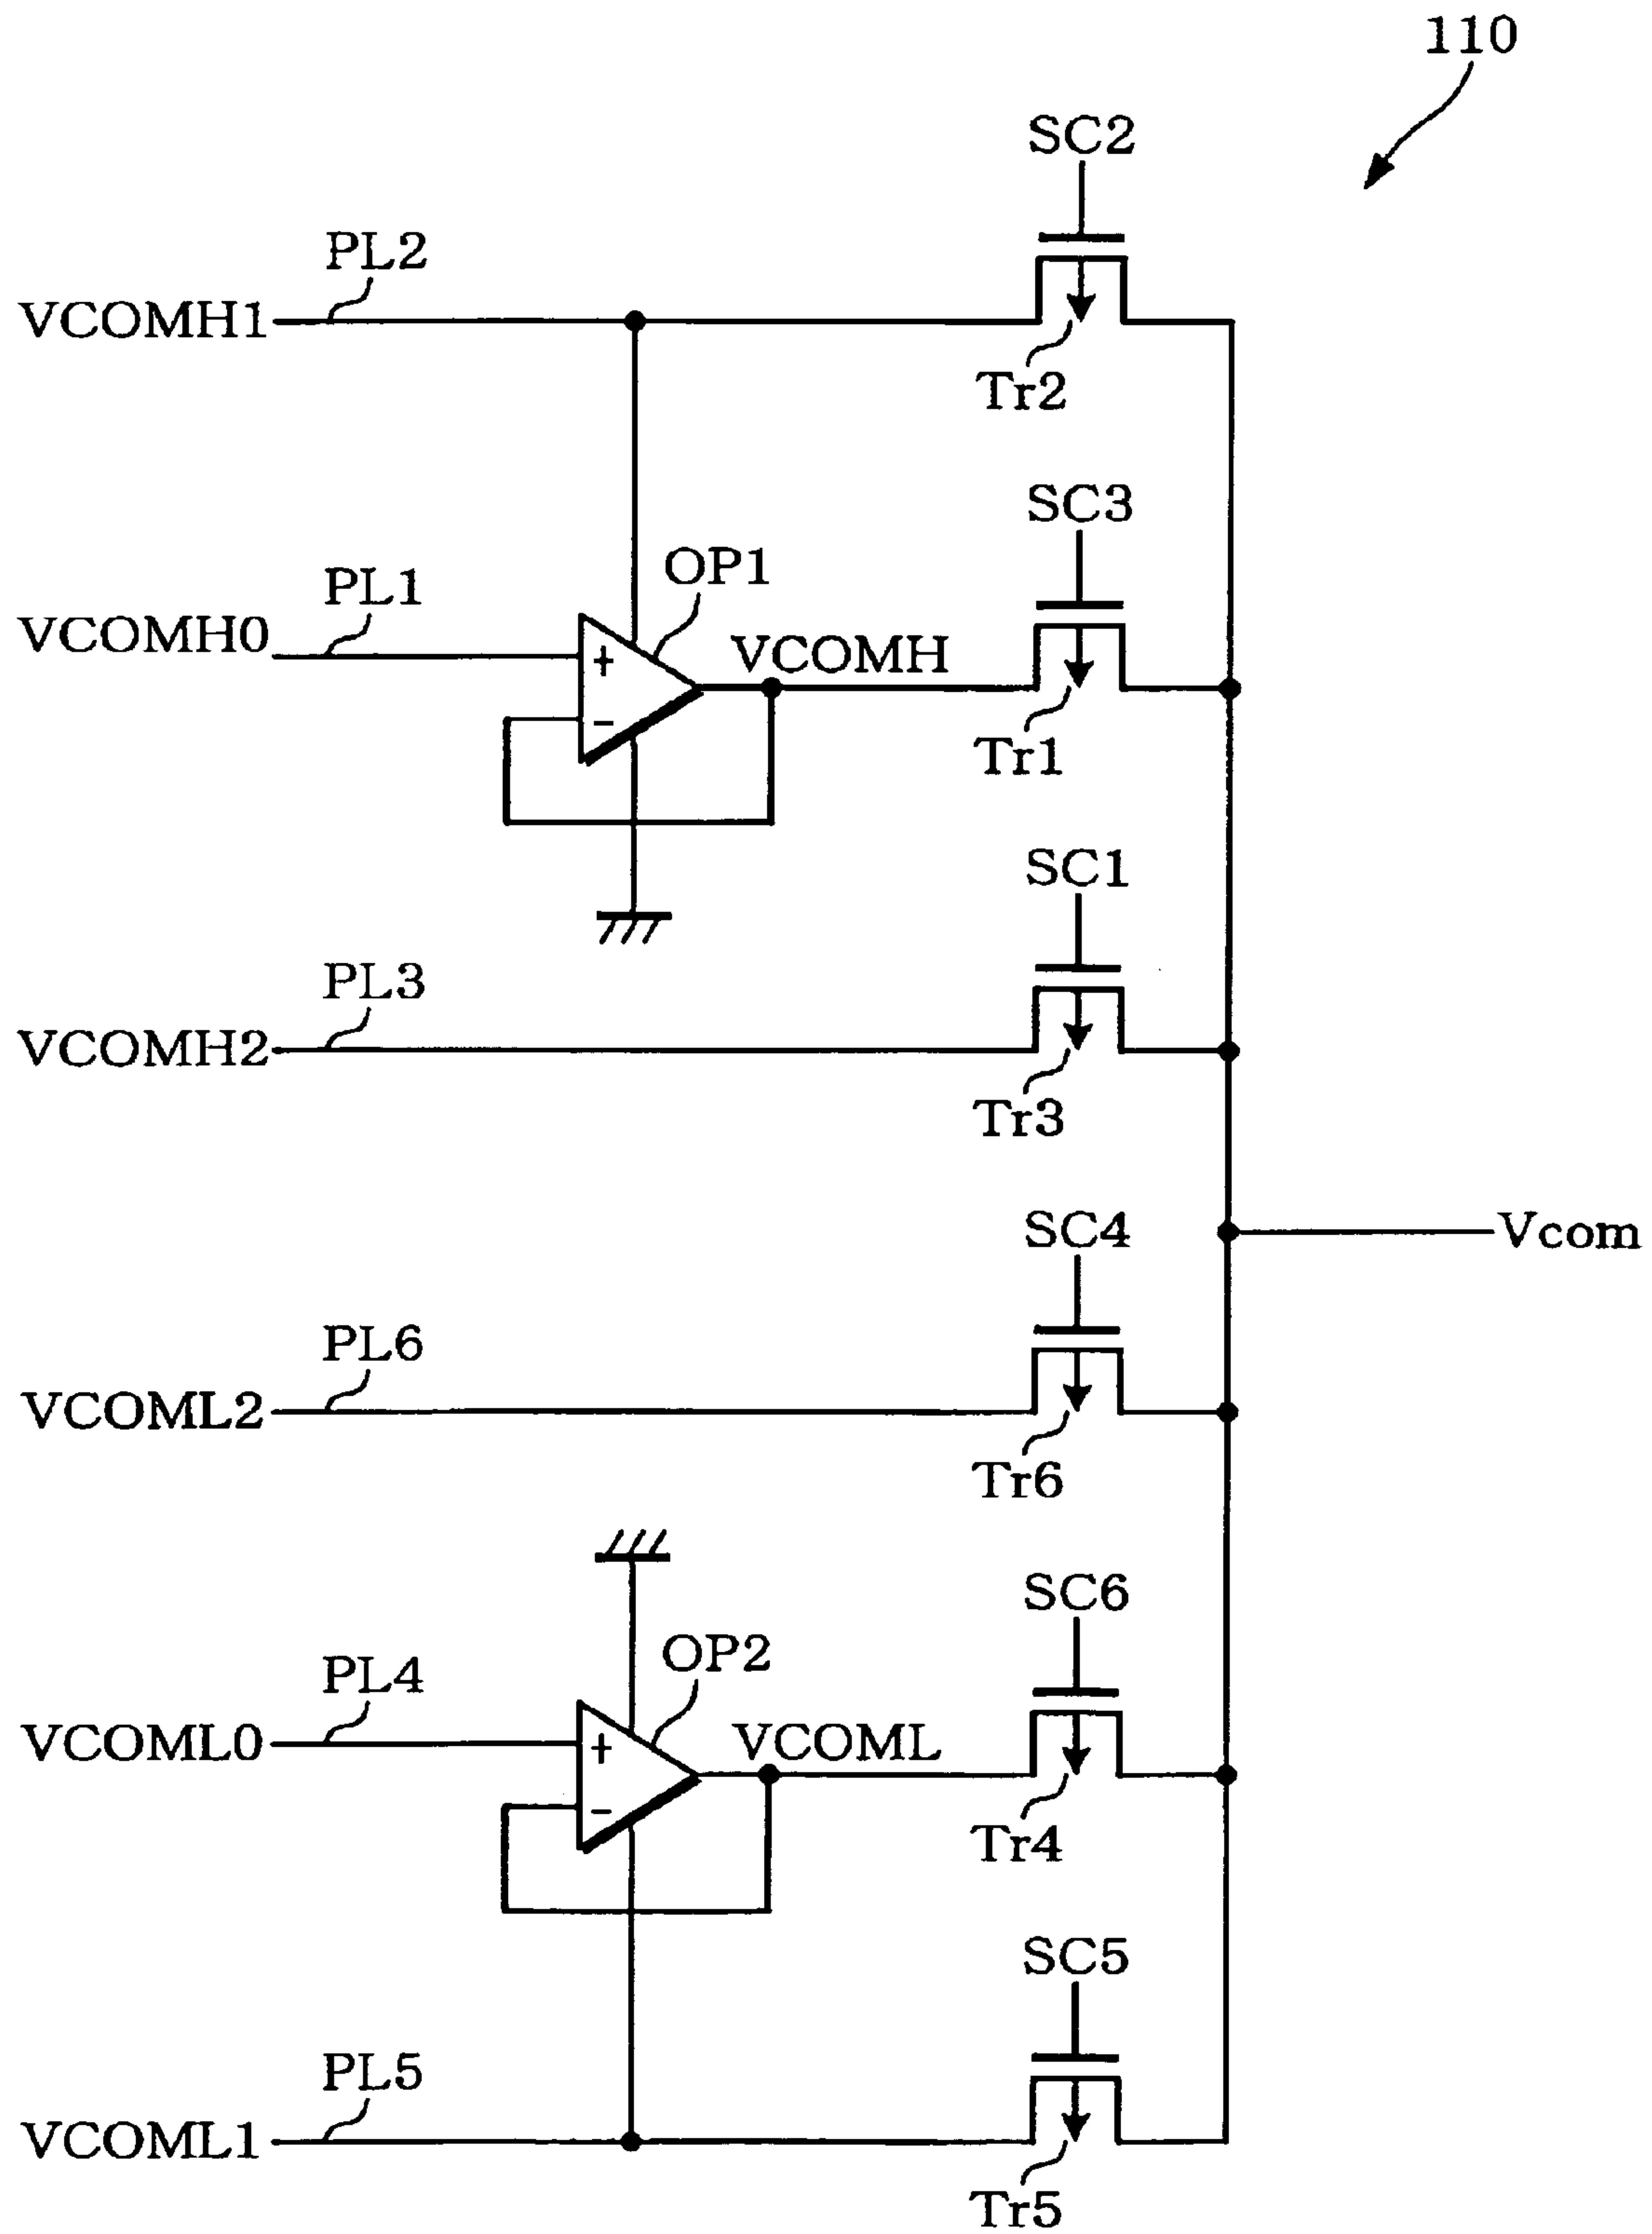 110
SC2
PL2
VCOMH1
Tr2
SC3
PL1
OP1
VCOMH0
VCOMH
+
-
Tr1
SC1
PL3
VCOMH2
Tr3
SC4
Vcom
PL6
VCOML2
Tr6
SC6
PL4
OP2
VCOML0
VCOML
+
-
Tr4
SC5
PL5
VCOML1
Tr5